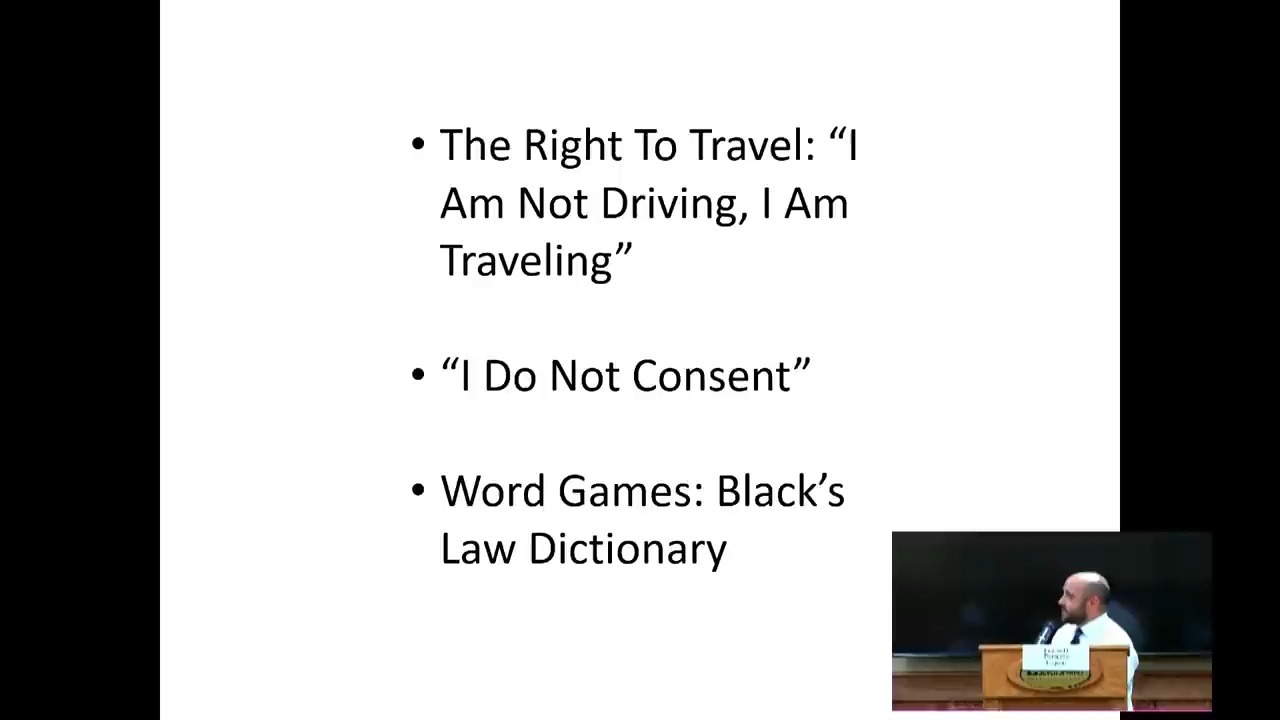 • The Right To Travel: “I
Am Not Driving, I Am
Traveling”
• “I Do Not Consent”
• Word Games: Black’s
Law Dictionary